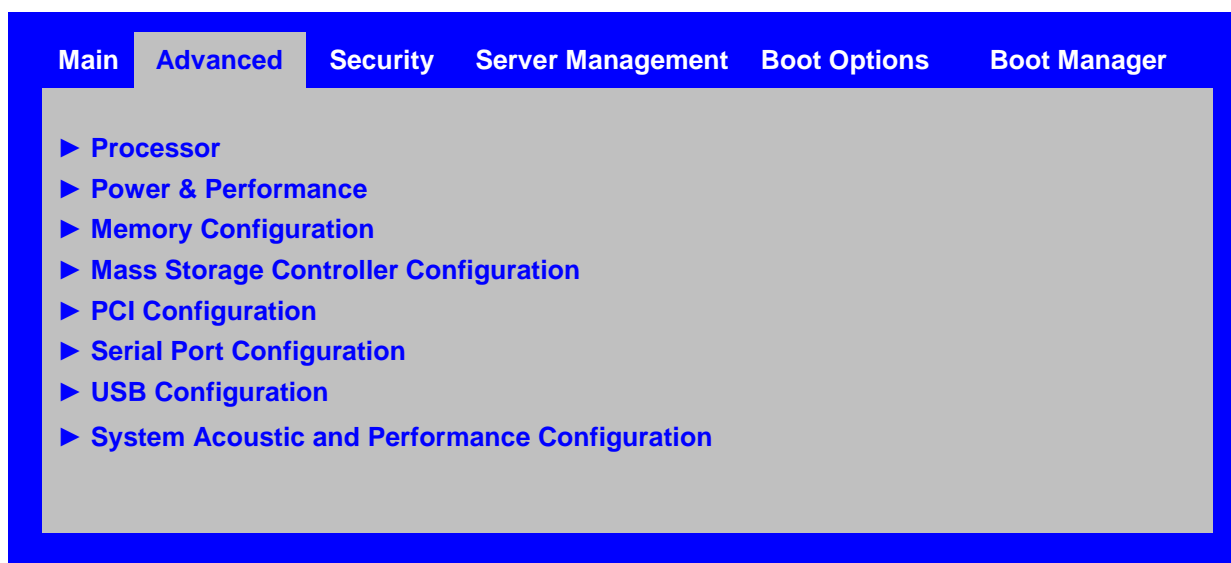 Main Advanced Security Server Management Boot Options Boot Manager
► Processor
► Power & Performance
► Memory Configuration
► Mass Storage Controller Configuration
► PCI Configuration
► Serial Port Configuration
► USB Configuration
► System Acoustic and Performance Configuration